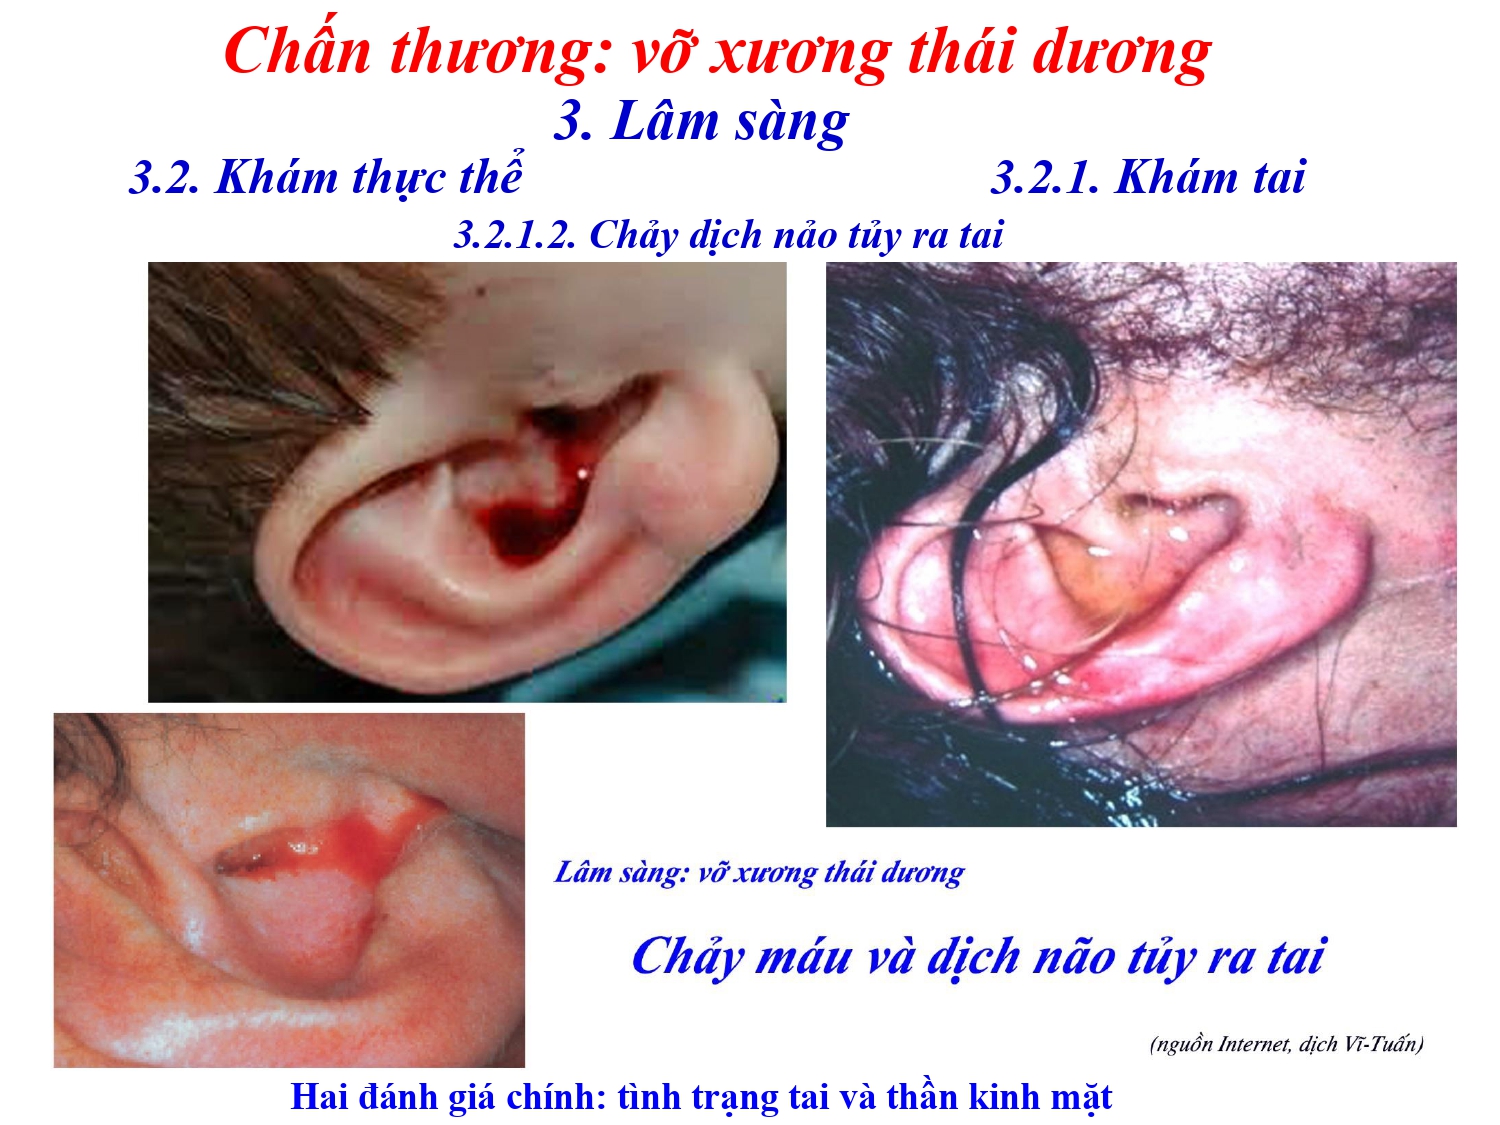 Chấn thương: vỡ xương thái dương
3. Lâm sàng
3.2. Khám thực thể
3.2.1. Khám tai
3.2.1.2. Chảy dịch nảo tủy ra tai
Lâm sàng: vỡ xương thái dương
Chảy máu và dịch não tủy ra tai
(nguồn Internet, dịch Vĩ-Tuấn)
Hai đánh giá chính: tình trạng tai và thần kinh mặt